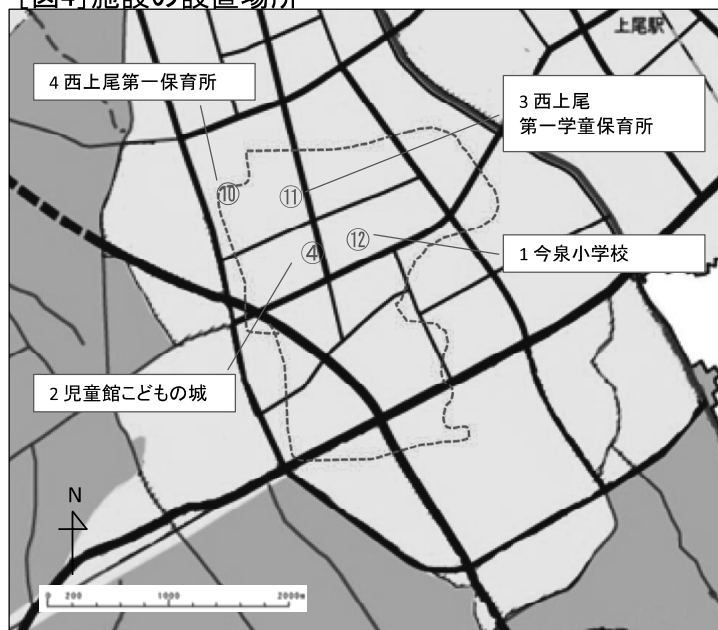 [図4]施設の設置場所
上尾駅
4 西上尾第一保育所
3 西上尾
第一学童保育所
⑩
⑪
④
⑫
1 今泉小学校
2 児童館こどもの城
N
0 200 1000 2000m